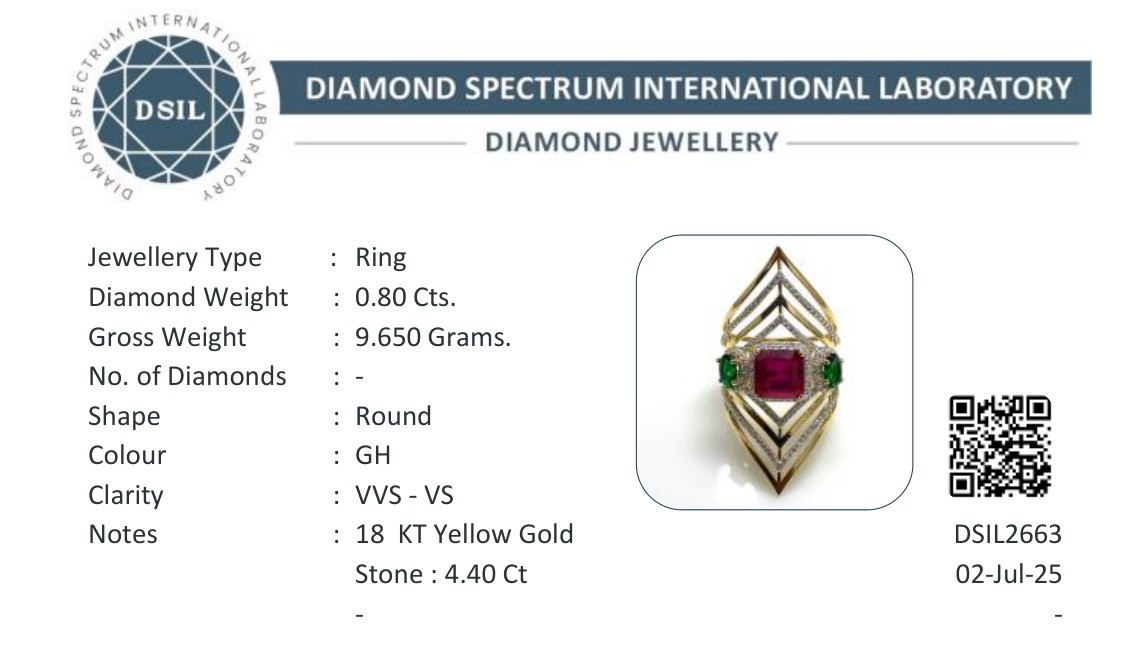 DIAMOND SPECTRUM INTERNATIONAL LABORATORY
DSIL
DIAMOND SPECTRUM INTERNATIONAL LABORATORY
DIAMOND JEWELLERY
Jewellery Type : Ring
Diamond Weight : 0.80 Cts.
Gross Weight : 9.650 Grams.
No. of Diamonds : -
Shape : Round
Colour : GH
Clarity : VVS - VS
Notes : 18 KT Yellow Gold
Stone : 4.40 Ct
-
DSIL2663
02-Jul-25
-